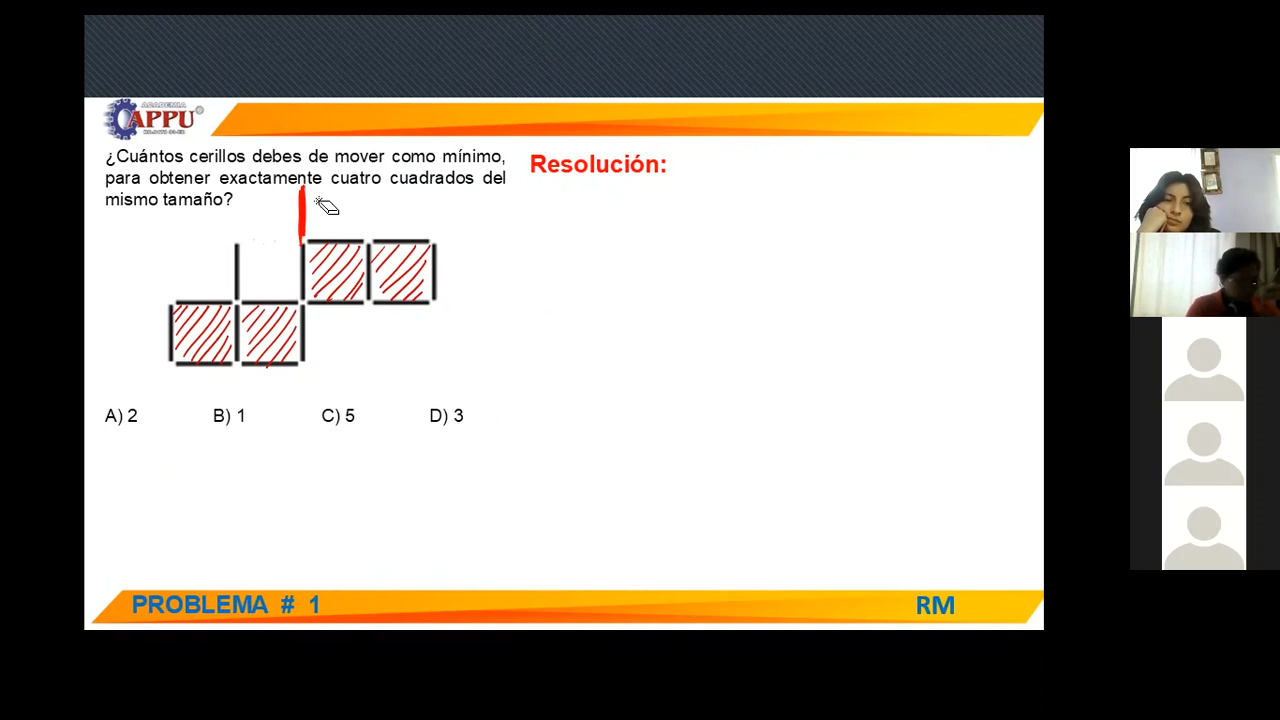 ACADEMIA
APPU
¿Cuántos cerillos debes de mover como mínimo,
para obtener exactamente cuatro cuadrados del
mismo tamaño?
Resolución:
A) 2 B) 1 C) 5 D) 3
PROBLEMA # 1
RM